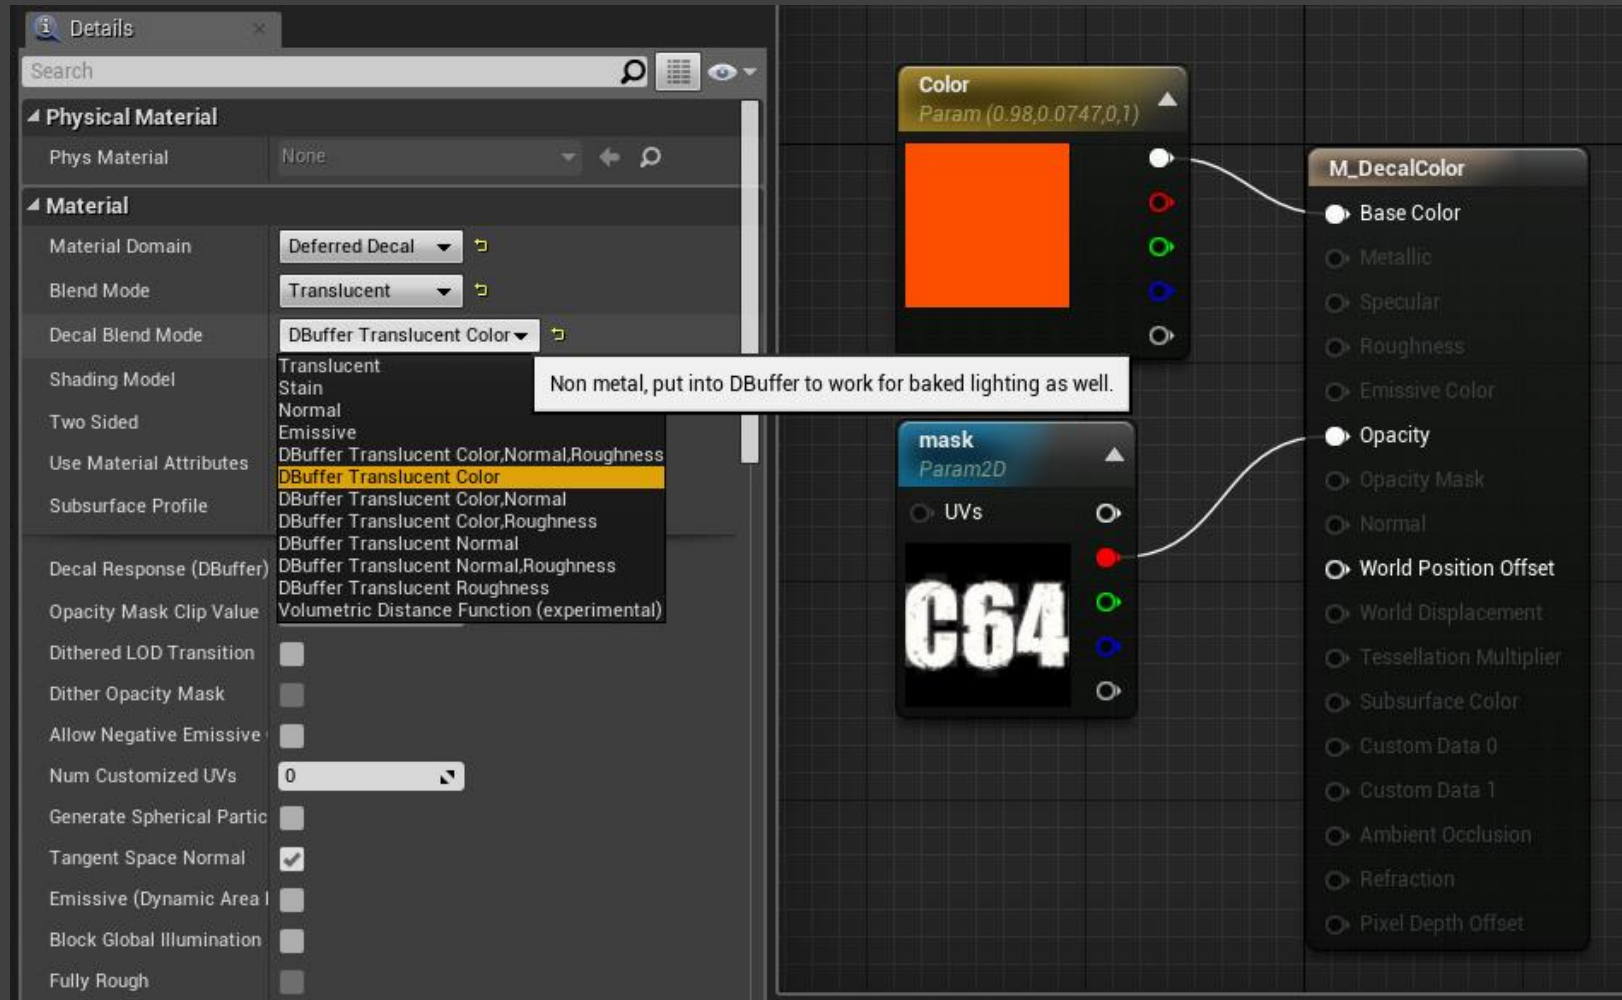 Details
Search
Physical Material
Phys Material
None
Material
Material Domain
Deferred Decal
Blend Mode
Translucent
Decal Blend Mode
DBuffer Translucent Color
Shading Model
Two Sided
Use Material Attributes
Subsurface Profile
Translucent
Stain
Normal
Emissive
DBuffer Translucent Color,Normal,Roughness
DBuffer Translucent Color
DBuffer Translucent Color,Normal
DBuffer Translucent Color,Roughness
DBuffer Translucent Normal
DBuffer Translucent Normal,Roughness
DBuffer Translucent Roughness
Volumetric Distance Function (experimental)
Non metal, put into DBuffer to work for baked lighting as well.
Decal Response (DBuffer)
Opacity Mask Clip Value
Dithered LOD Transition
Dither Opacity Mask
Allow Negative Emissive
Num Customized UVs
0
Generate Spherical Partic
Tangent Space Normal
Emissive (Dynamic Area
Block Global Illumination
Fully Rough
Color
Param (0.98,0.0747,0,1)
mask
Param2D
UVs
C64
M_DecalColor
Base Color
Metallic
Specular
Roughness
Emissive Color
Opacity
Opacity Mask
Normal
World Position Offset
World Displacement
Tessellation Multiplier
Subsurface Color
Custom Data 0
Custom Data 1
Ambient Occlusion
Refraction
Pixel Depth Offset